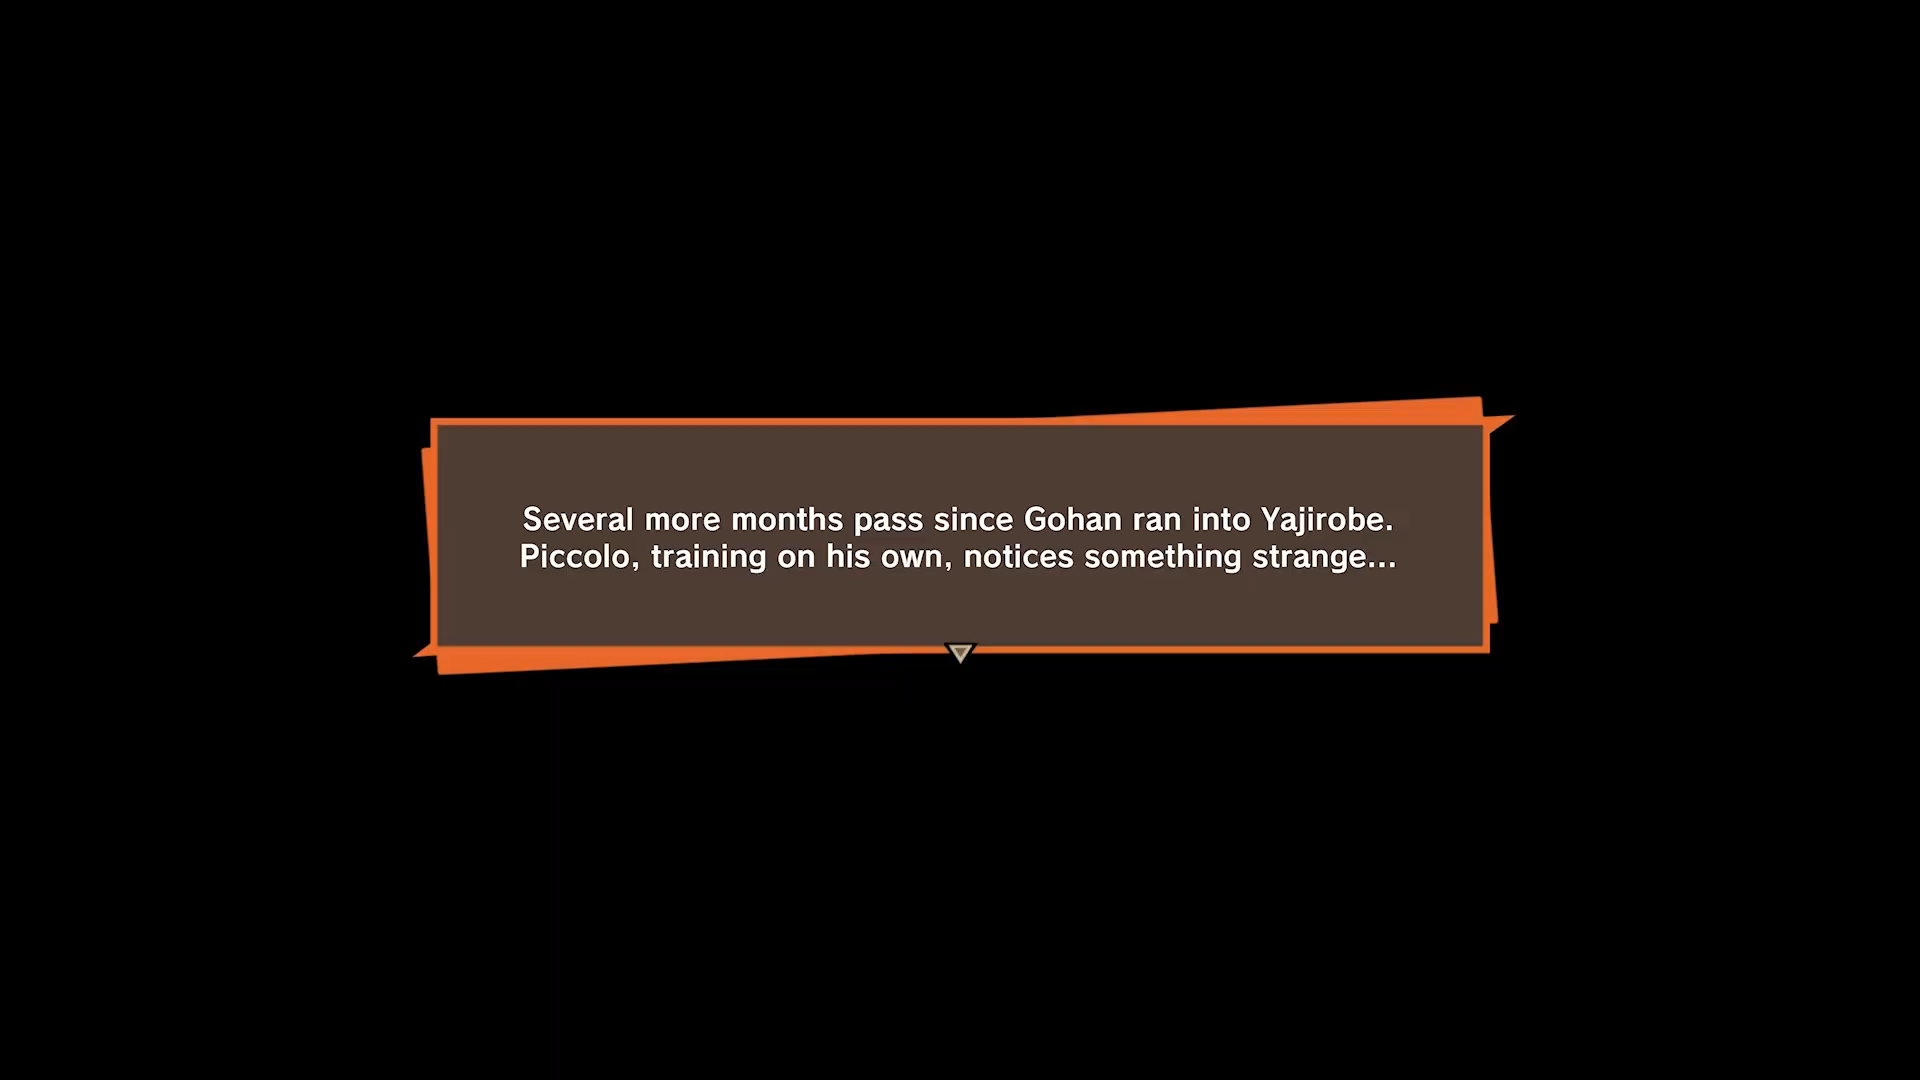 Several more months pass since Gohan ran into Yajirobe.
Piccolo, training on his own, notices something strange...